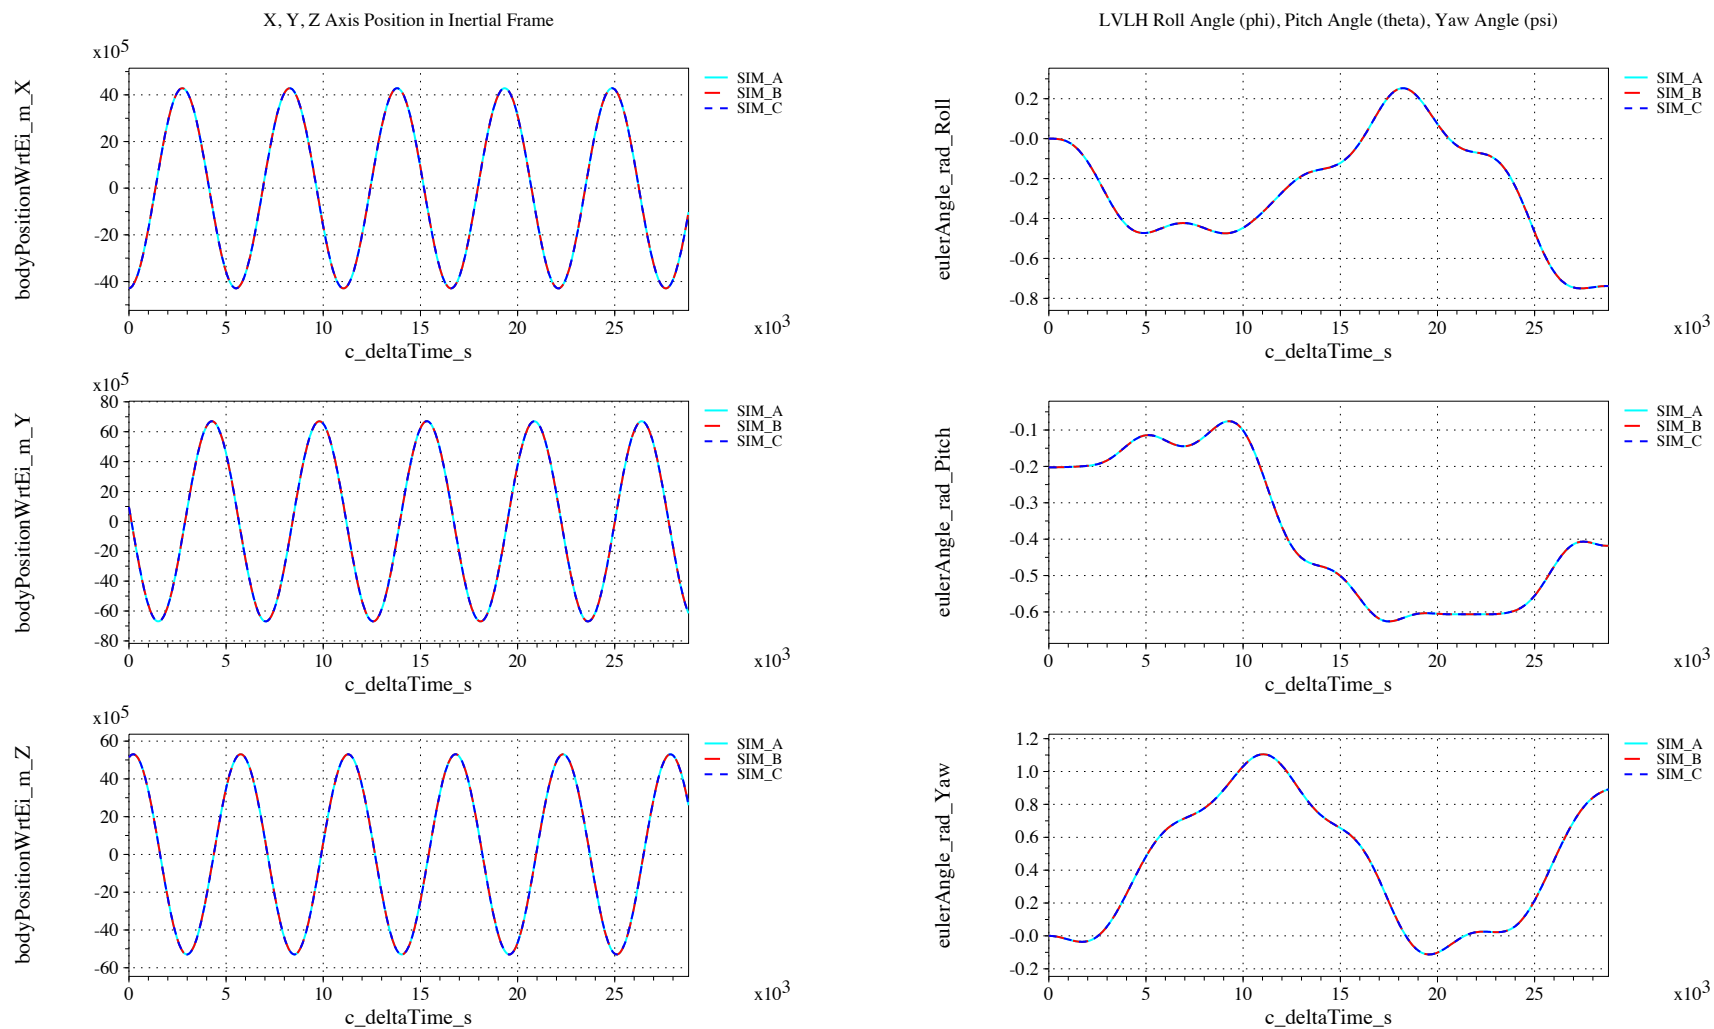 X, Y, Z Axis Position in Inertial Frame
x10^5
bodyPositionWrtEi_m_X
40
20
0
-20
-40
0 5 10 15 20 25
x10^3
c_deltaTime_s
SIM_A
SIM_B
SIM_C
x10^5
bodyPositionWrtEi_m_Y
80
60
40
20
0
-20
-40
-60
-80
0 5 10 15 20 25
x10^3
c_deltaTime_s
SIM_A
SIM_B
SIM_C
x10^5
bodyPositionWrtEi_m_Z
60
40
20
0
-20
-40
-60
0 5 10 15 20 25
x10^3
c_deltaTime_s
SIM_A
SIM_B
SIM_C
LVLH Roll Angle (phi), Pitch Angle (theta), Yaw Angle (psi)
eulerAngle_rad_Roll
0.2
-0.0
-0.2
-0.4
-0.6
-0.8
0 5 10 15 20 25
x10^3
c_deltaTime_s
SIM_A
SIM_B
SIM_C
eulerAngle_rad_Pitch
-0.1
-0.2
-0.3
-0.4
-0.5
-0.6
0 5 10 15 20 25
x10^3
c_deltaTime_s
SIM_A
SIM_B
SIM_C
eulerAngle_rad_Yaw
1.2
1.0
0.8
0.6
0.4
0.2
-0.0
-0.2
0 5 10 15 20 25
x10^3
c_deltaTime_s
SIM_A
SIM_B
SIM_C